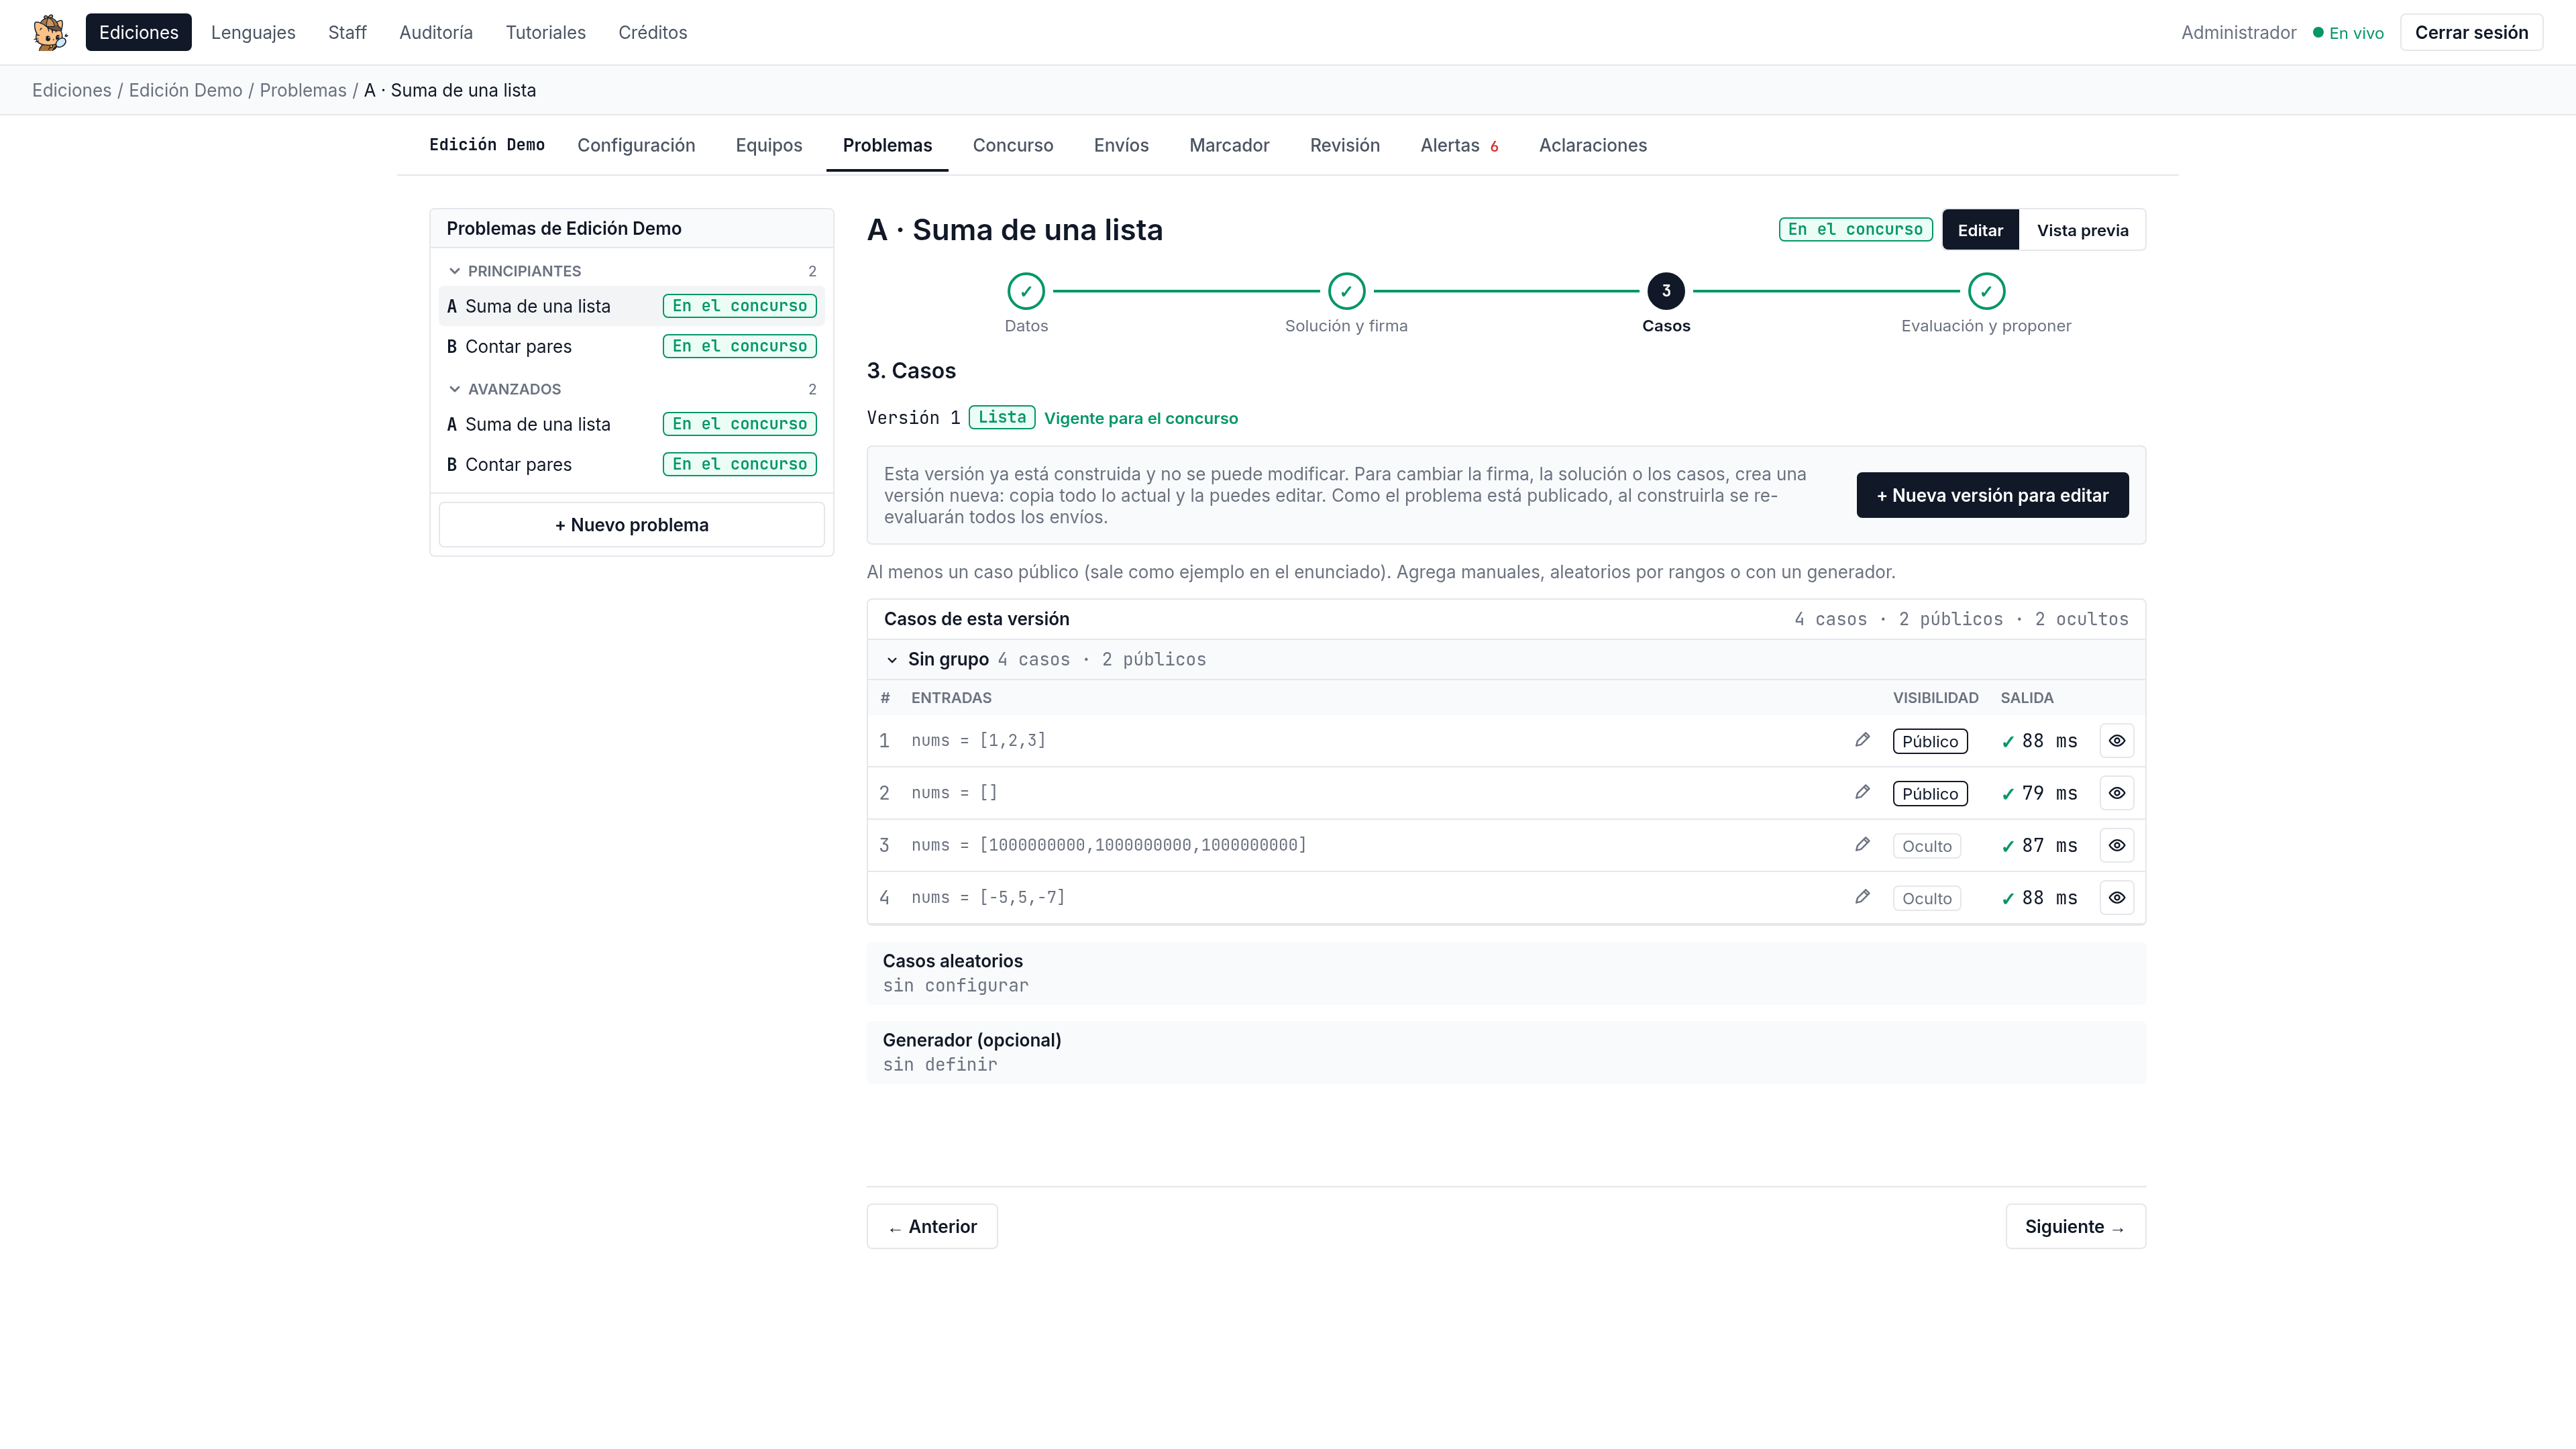 Ediciones Lenguajes Staff Auditoría Tutoriales Créditos Administrador En vivo Cerrar sesión
Ediciones / Edición Demo / Problemas / A · Suma de una lista
Edición Demo Configuración Equipos Problemas Concurso Envíos Marcador Revisión Alertas 6 Aclaraciones
Problemas de Edición Demo
PRINCIPIANTES 2
A Suma de una lista En el concurso
B Contar pares En el concurso
AVANZADOS 2
A Suma de una lista En el concurso
B Contar pares En el concurso
+ Nuevo problema
A · Suma de una lista En el concurso Editar Vista previa
✓ ✓ 3 ✓
Datos Solución y firma Casos Evaluación y proponer
3. Casos
Versión 1 Lista Vigente para el concurso
Esta versión ya está construida y no se puede modificar. Para cambiar la firma, la solución o los casos, crea una
versión nueva: copia todo lo actual y la puedes editar. Como el problema está publicado, al construirla se re-
evaluarán todos los envíos.
+ Nueva versión para editar
Al menos un caso público (sale como ejemplo en el enunciado). Agrega manuales, aleatorios por rangos o con un generador.
Casos de esta versión 4 casos · 2 públicos · 2 ocultos
Sin grupo 4 casos · 2 públicos
# ENTRADAS VISIBILIDAD SALIDA
1 nums = [1,2,3] Público ✓ 88 ms
2 nums = [] Público ✓ 79 ms
3 nums = [1000000000,1000000000,1000000000] Oculto ✓ 87 ms
4 nums = [-5,5,-7] Oculto ✓ 88 ms
Casos aleatorios
sin configurar
Generador (opcional)
sin definir
← Anterior Siguiente →